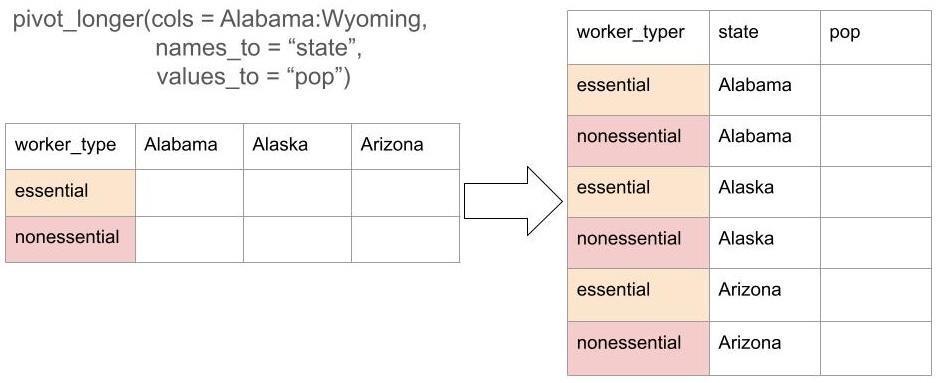 pivot_longer(cols = Alabama:Wyoming,
names_to = “state”,
values_to = “pop”)
worker_type Alabama Alaska Arizona
essential
nonessential
worker_typer state pop
essential Alabama
nonessential Alabama
essential Alaska
nonessential Alaska
essential Arizona
nonessential Arizona